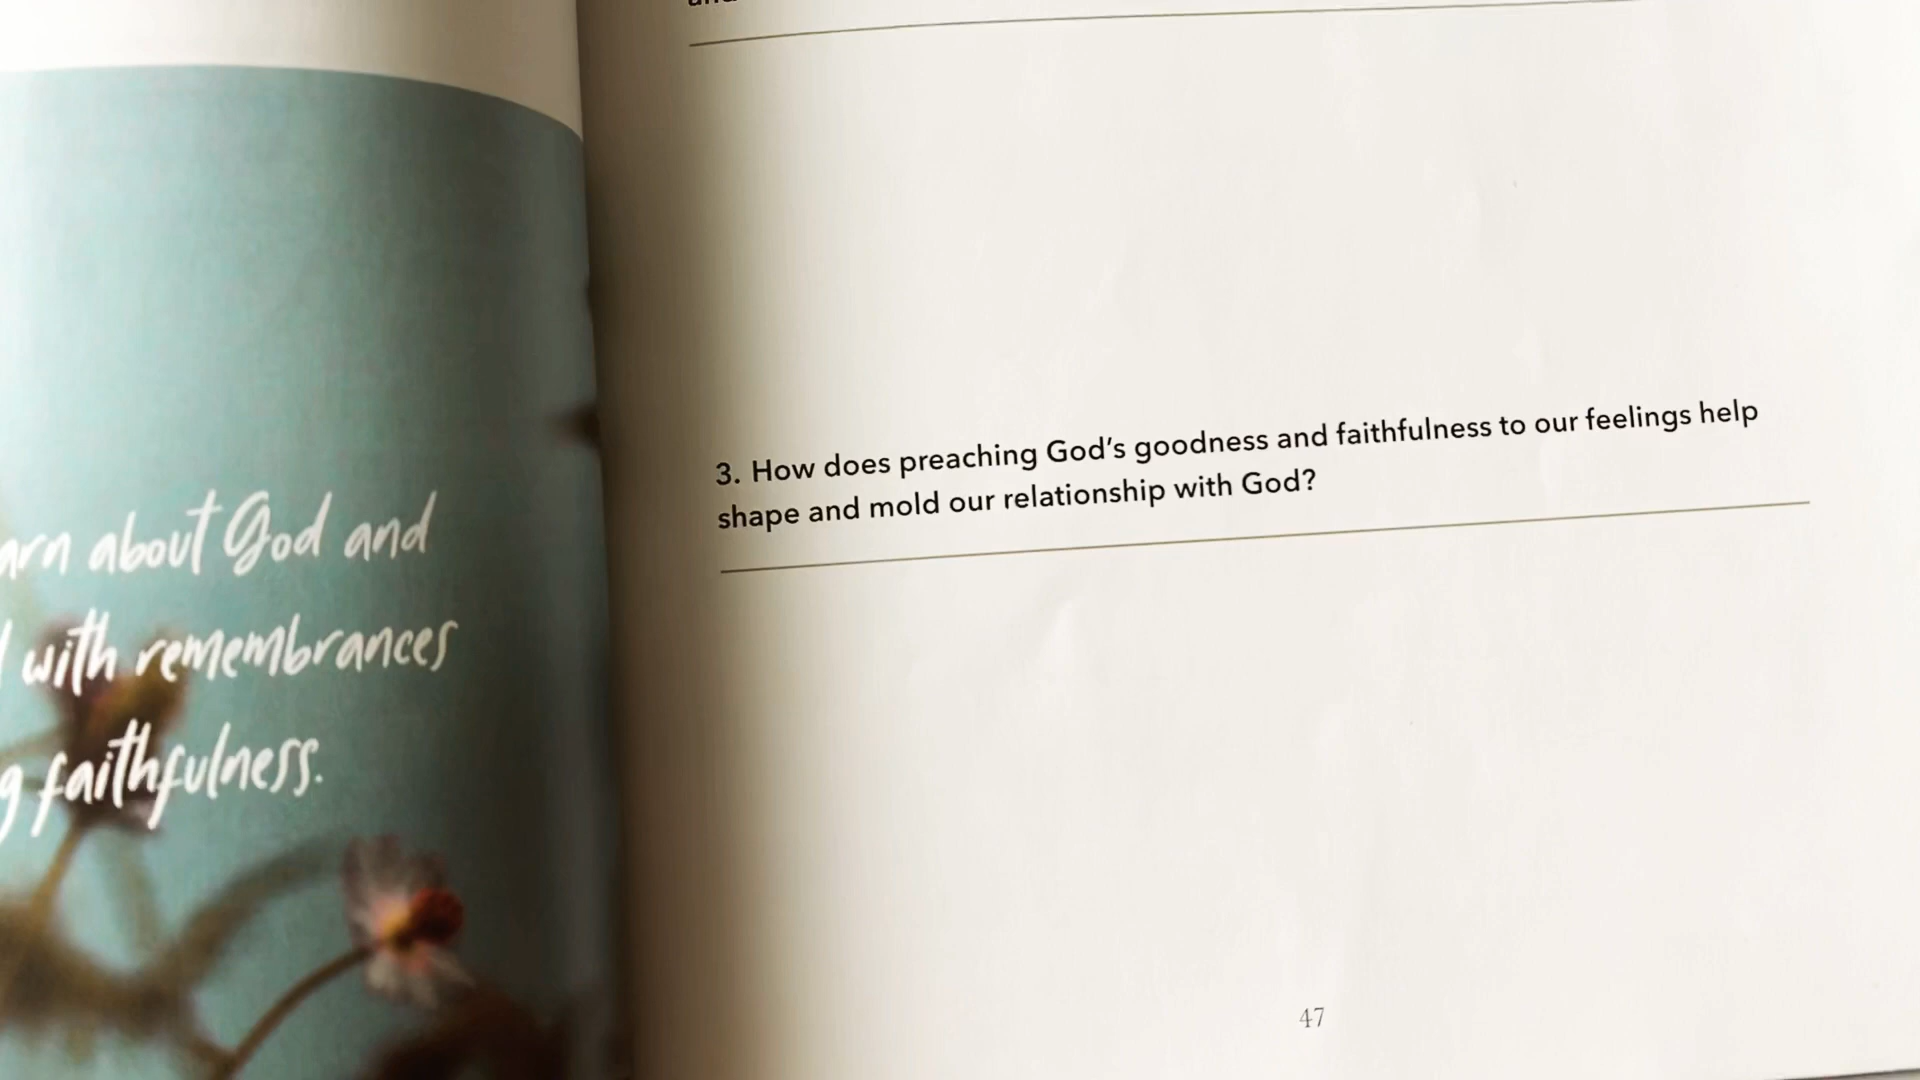 about God and
with remembrances
faithfulness.
3. How does preaching God's goodness and faithfulness to our feelings help
shape and mold our relationship with God?
47